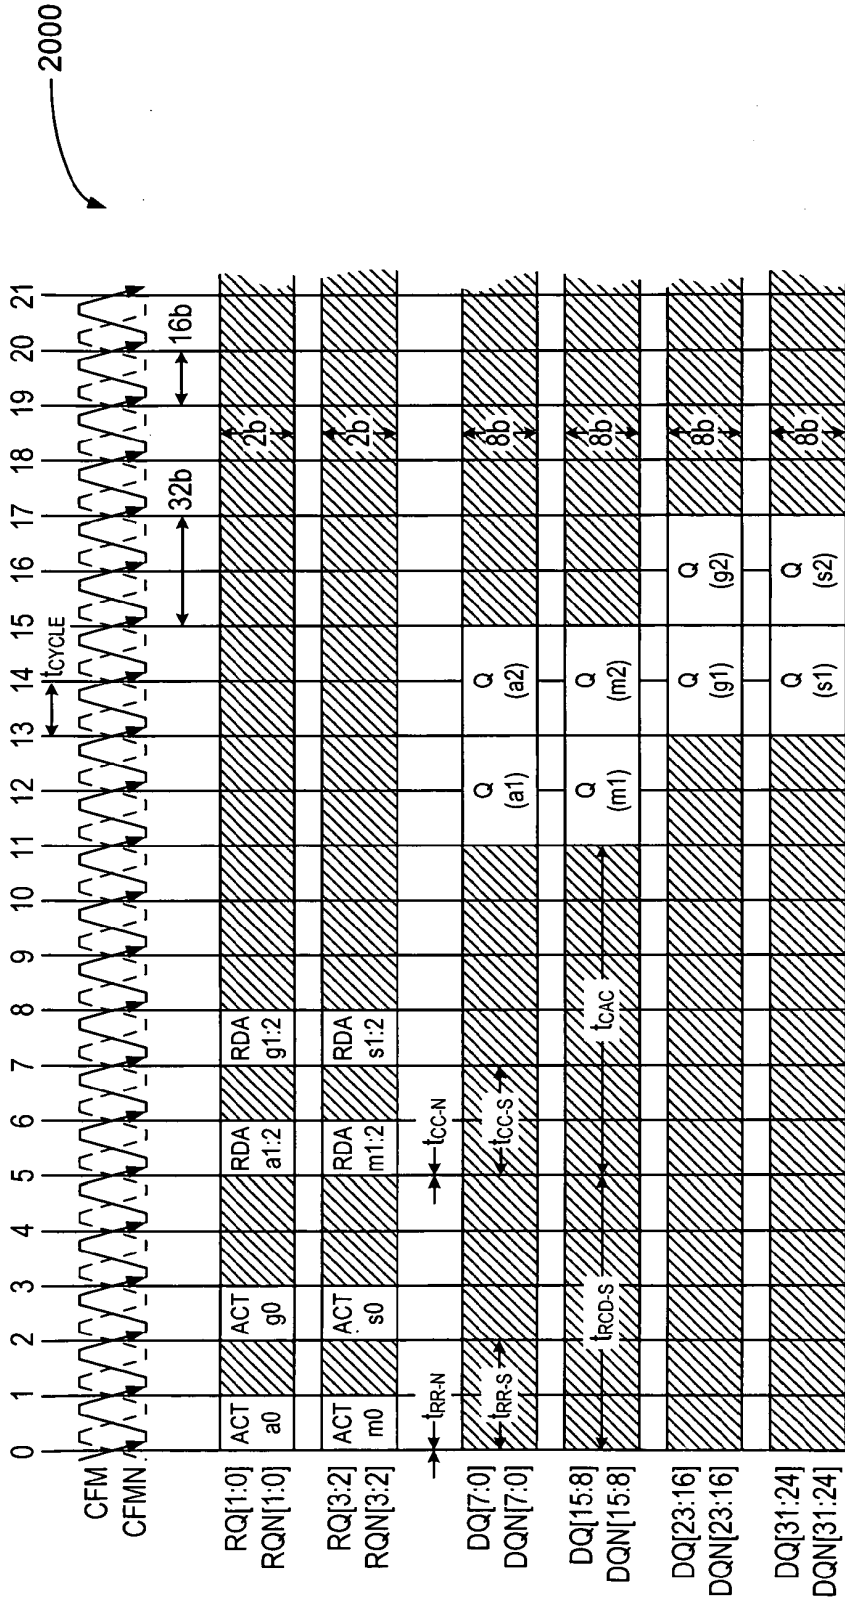 2000
0 1 2 3 4 5 6 7 8 9 10 11 12 13 14 15 16 17 18 19 20 21
tCYCLE
CFM
CFMN
32b
16b
RQ[1:0]
RQN[1:0]
ACT
a0
ACT
g0
RDA
a1:2
RDA
g1:2
2b
RQ[3:2]
RQN[3:2]
ACT
m0
ACT
s0
RDA
m1:2
RDA
s1:2
2b
tRR-N
tCC-N
DQ[7:0]
DQN[7:0]
tRR-S
tCC-S
Q
(a1)
Q
(a2)
8b
DQ[15:8]
DQN[15:8]
tRCD-S
tCAC
Q
(m1)
Q
(m2)
8b
DQ[23:16]
DQN[23:16]
Q
(g1)
Q
(g2)
8b
DQ[31:24]
DQN[31:24]
Q
(s1)
Q
(s2)
8b